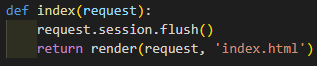 def index(request):
    request.session.flush()
    return render(request, 'index.html')